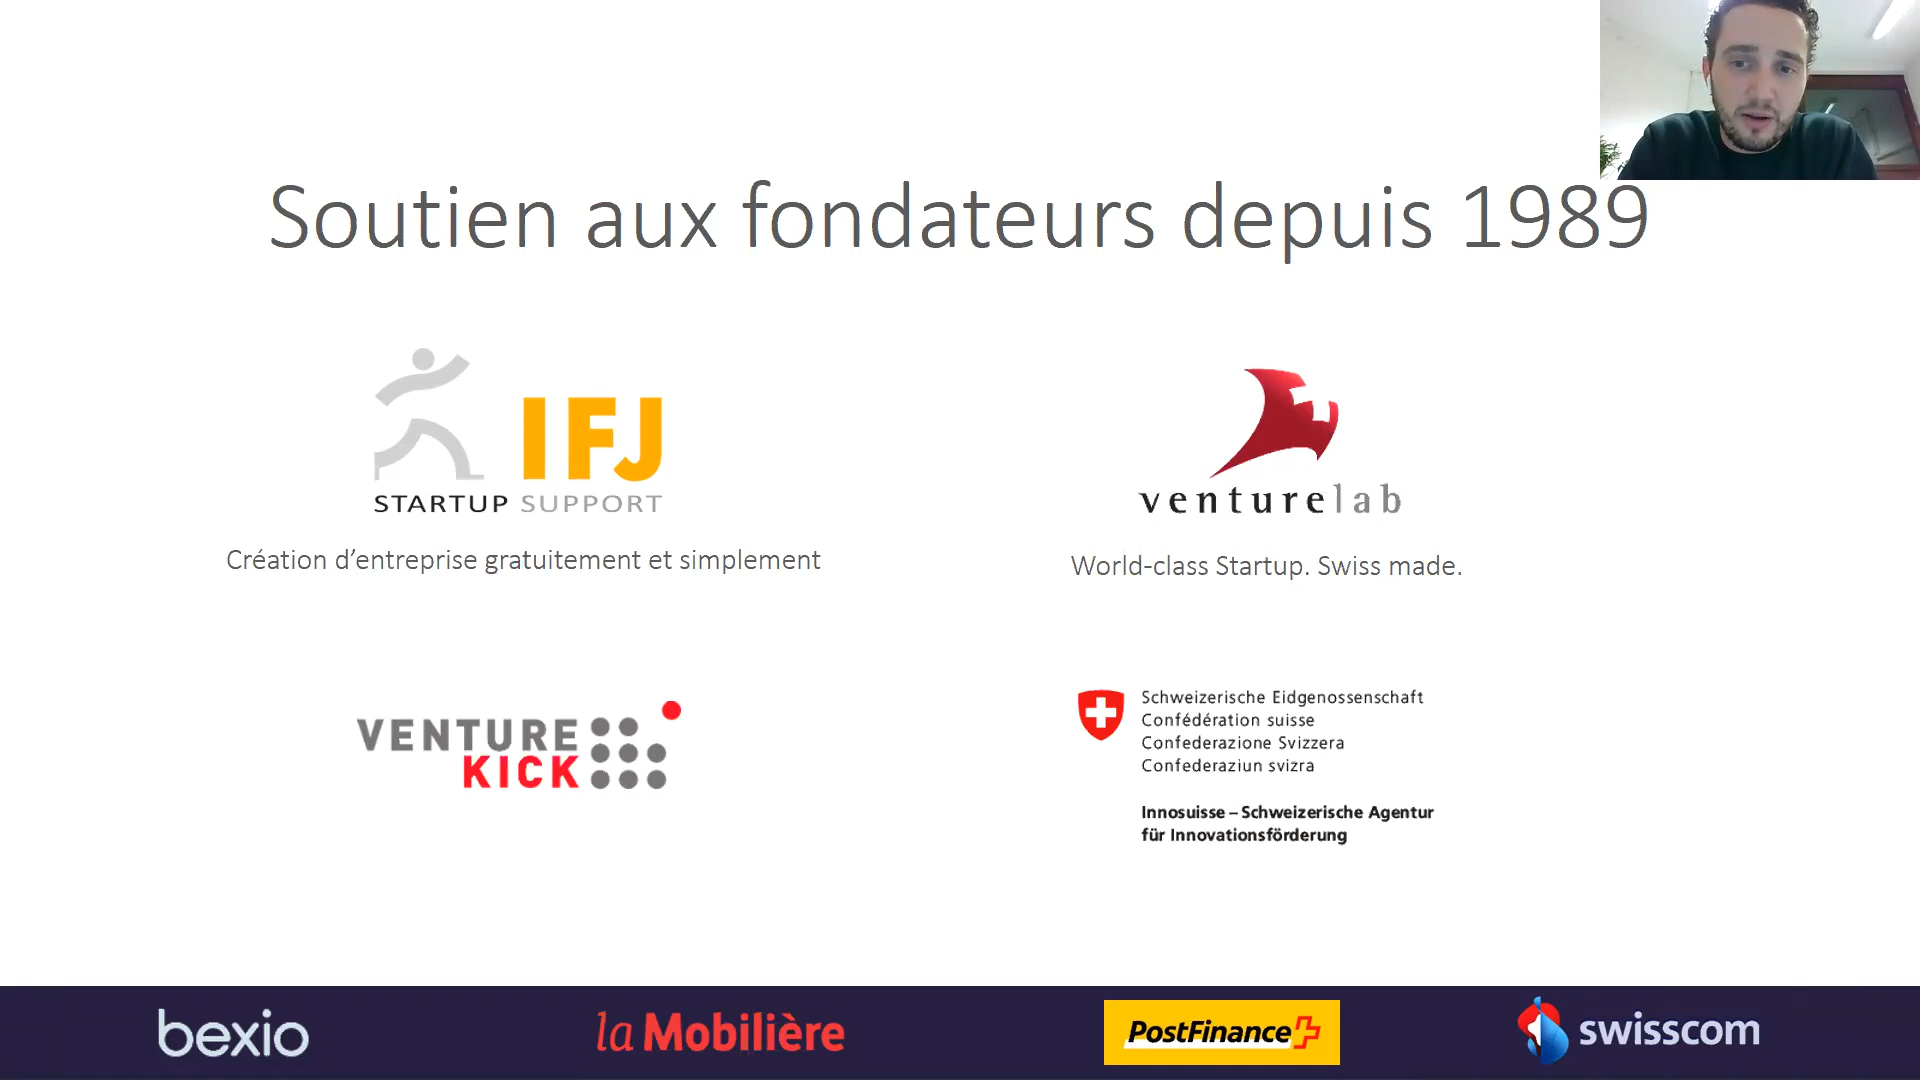 Soutien aux fondateurs depuis 1989
IFJ
STARTUP SUPPORT
Création d’entreprise gratuitement et simplement
venturelab
World-class Startup. Swiss made.
VENTURE
KICK
Schweizerische Eidgenossenschaft
Confédération suisse
Confederazione Svizzera
Confederaziun svizra
Innosuisse – Schweizerische Agentur
für Innovationsförderung
bexio
la Mobilière
PostFinance
swisscom